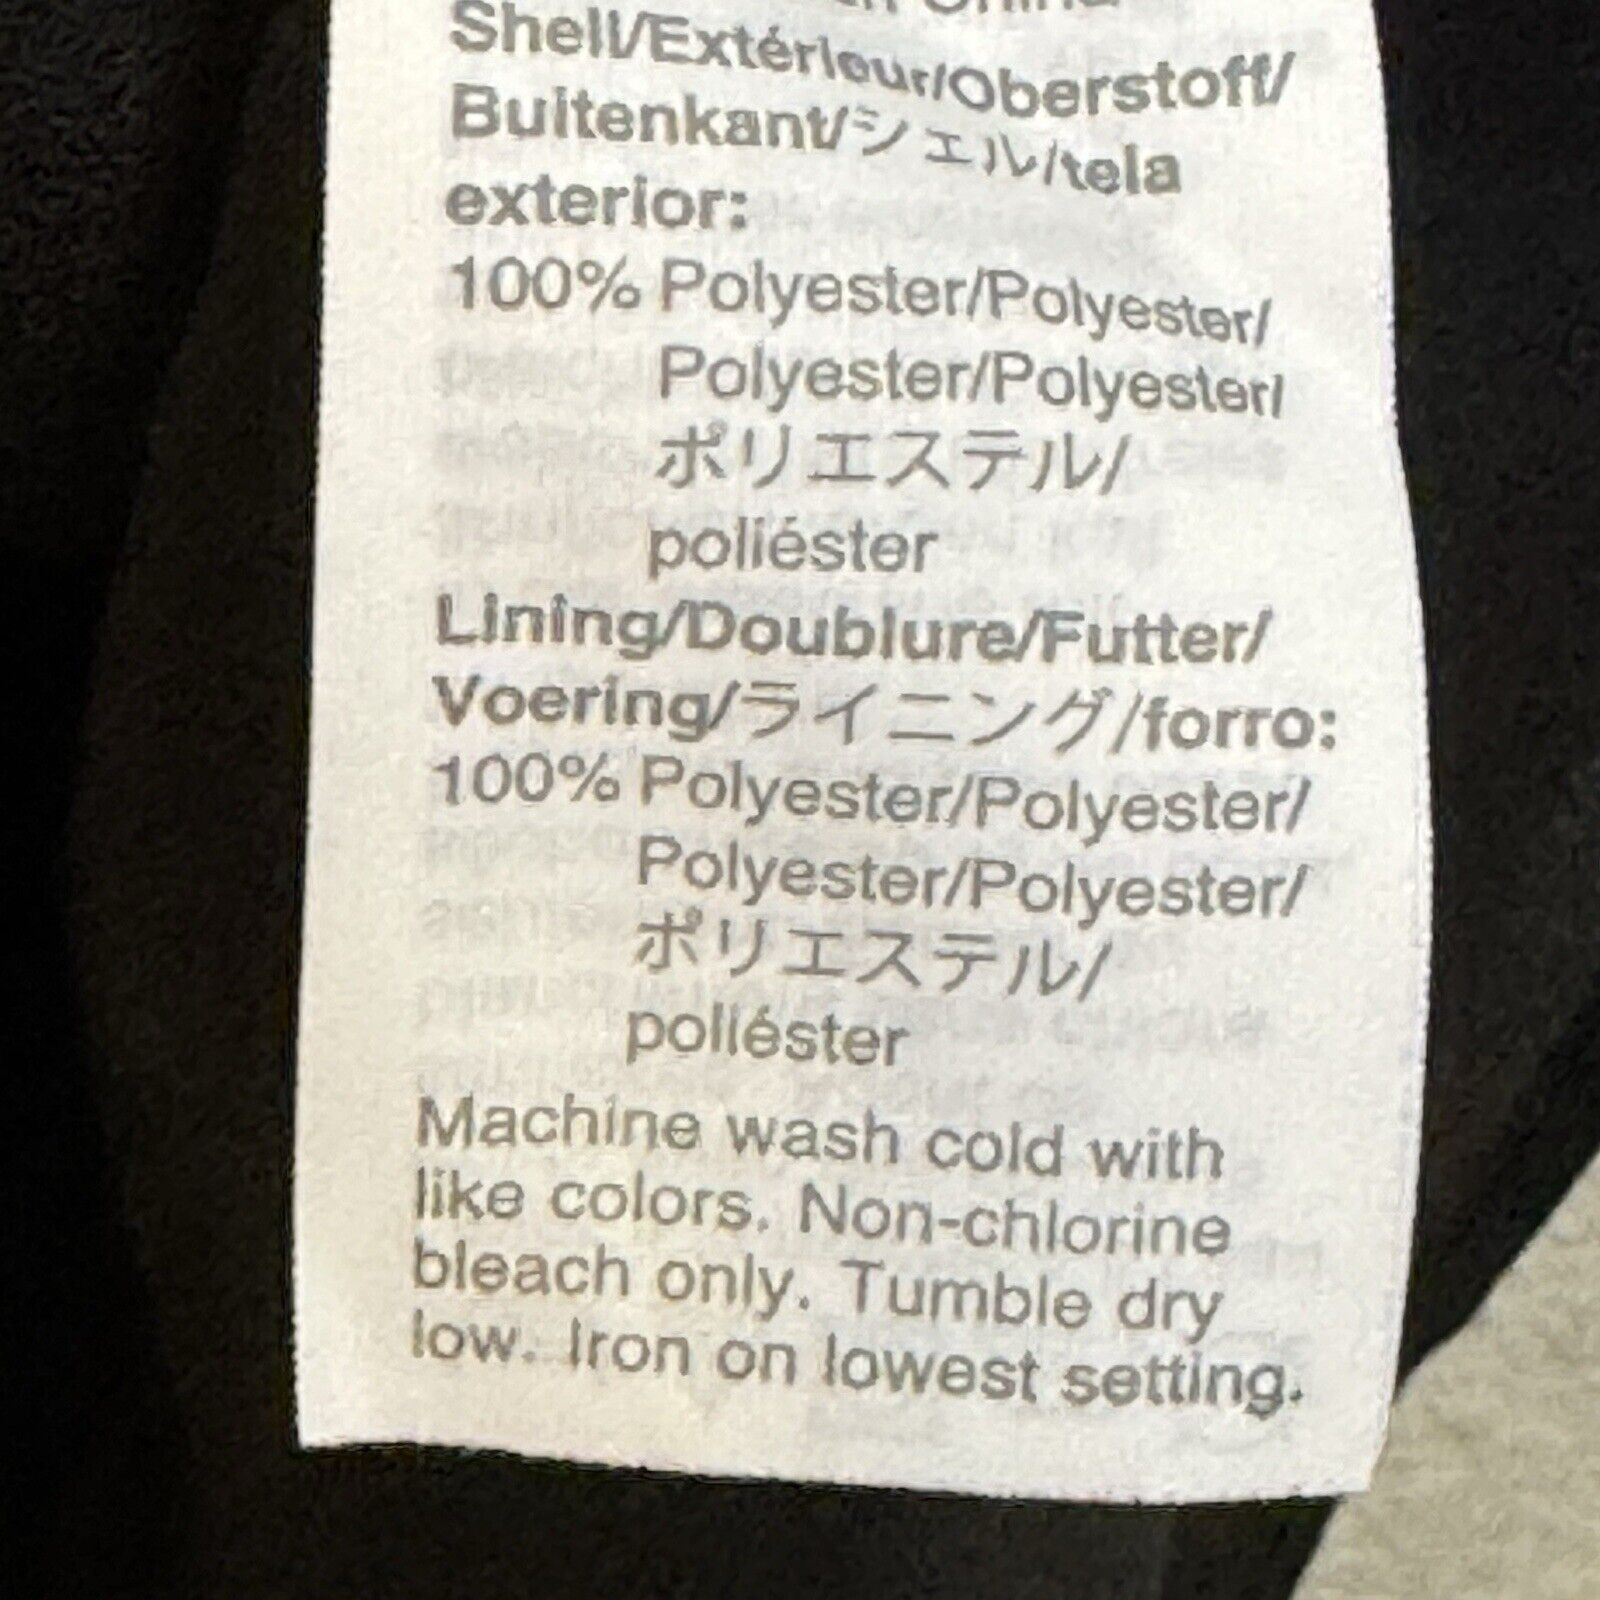 in China
Shell/Extérieur/Oberstoff/
Buitenkant/シェル/tela
exterior:
100% Polyester/Polyester/
Polyester/Polyester/
ポリエステル/
poliéster
Lining/Doublure/Futter/
Voering/ライニング/forro:
100% Polyester/Polyester/
Polyester/Polyester/
ポリエステル/
poliéster
Machine wash cold with
like colors. Non-chlorine
bleach only. Tumble dry
low. Iron on lowest setting.